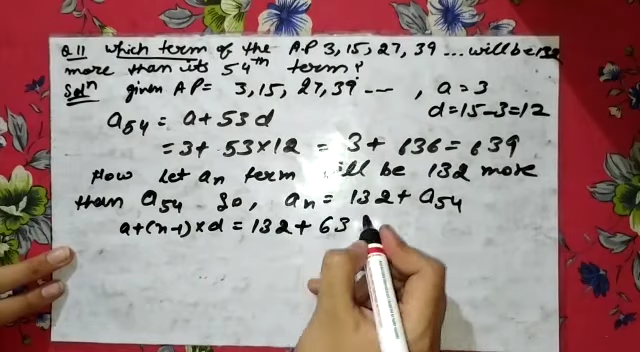 Q.11 which term of the A.P 3, 15, 27, 39 ... will be 132
more than its 54th term?
Solⁿ given AP = 3, 15, 27, 39 ---- , a = 3
d = 15 - 3 = 12
a54 = a + 53d
= 3 + 53 × 12 = 3 + 636 = 639
Now let an term will be 132 more
than a54 So, an = 132 + a54
a + (n-1) × d = 132 + 63